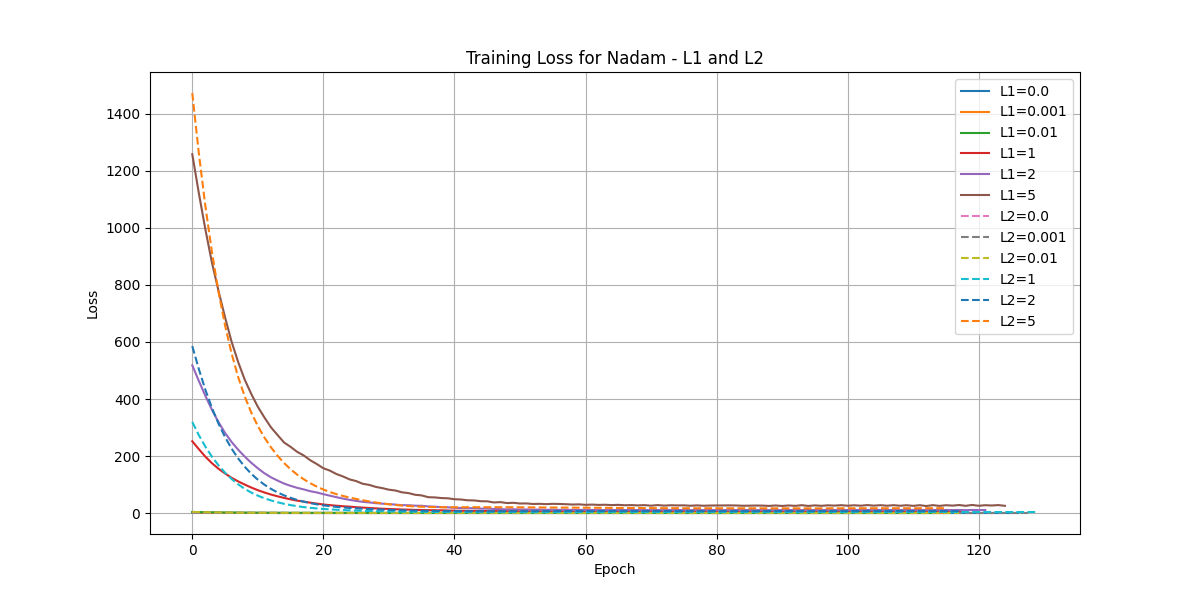 Training Loss for Nadam - L1 and L2
L1=0.0
L1=0.001
L1=0.01
L1=1
L1=2
L1=5
L2=0.0
L2=0.001
L2=0.01
L2=1
L2=2
L2=5
Loss
1400
1200
1000
800
600
400
200
0
0 20 40 60 80 100 120
Epoch